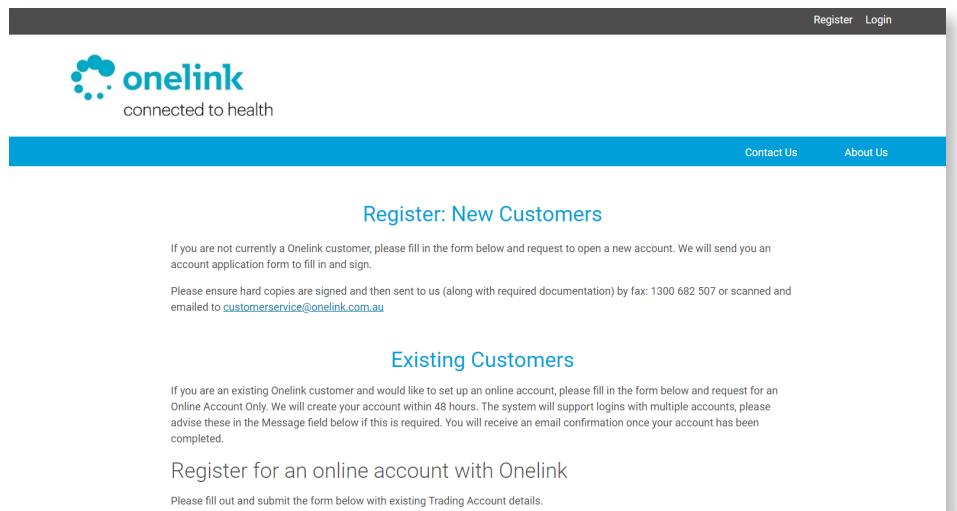 Register Login
onelink
connected to health
Contact Us About Us
Register: New Customers
If you are not currently a Onelink customer, please fill in the form below and request to open a new account. We will send you an
account application form to fill in and sign.
Please ensure hard copies are signed and then sent to us (along with required documentation) by fax: 1300 682 507 or scanned and
emailed to customerservice@onelink.com.au
Existing Customers
If you are an existing Onelink customer and would like to set up an online account, please fill in the form below and request for an
Online Account Only. We will create your account within 48 hours. The system will support logins with multiple accounts, please
advise these in the Message field below if this is required. You will receive an email confirmation once your account has been
completed.
Register for an online account with Onelink
Please fill out and submit the form below with existing Trading Account details.